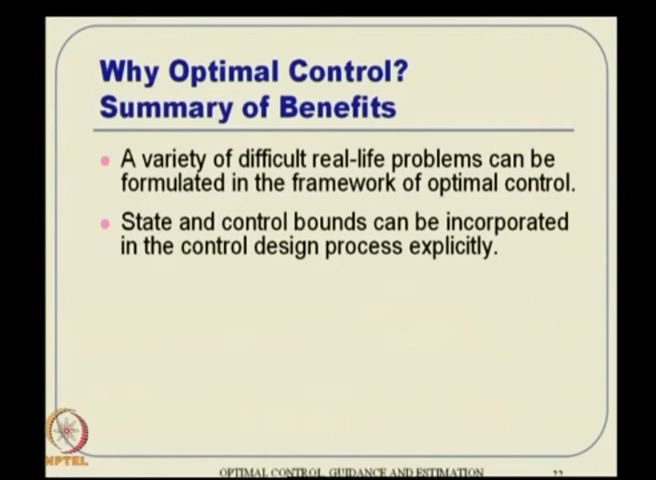 Why Optimal Control?
Summary of Benefits
A variety of difficult real-life problems can be
formulated in the framework of optimal control.
State and control bounds can be incorporated
in the control design process explicitly.
NPTEL
OPTIMAL CONTROL, GUIDANCE AND ESTIMATION